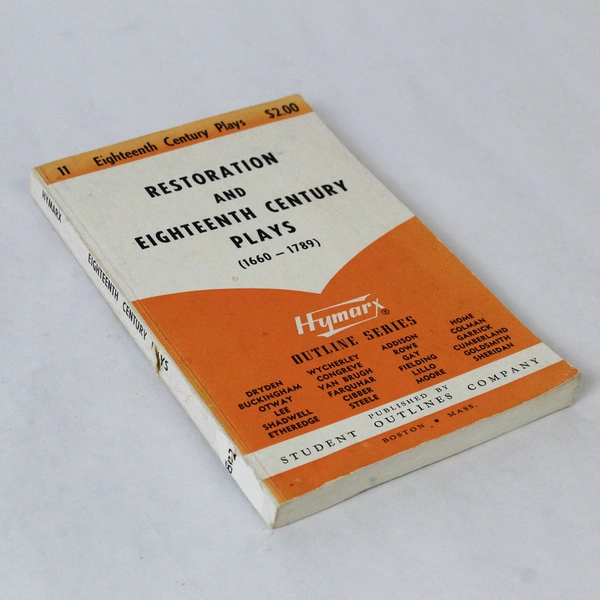 11 Eighteenth Century Plays $2.00
RESTORATION
AND
EIGHTEENTH CENTURY
PLAYS
(1660 – 1789)
Hymarx®
OUTLINE SERIES
DRYDEN
BUCKINGHAM
OTWAY
LEE
SHADWELL
ETHEREDGE
WYCHERLEY
CONGREVE
VAN BRUGH
FARQUHAR
CIBBER
STEELE
ADDISON
ROWE
GAY
FIELDING
LILLO
MOORE
HOME
COLMAN
GARRICK
CUMBERLAND
GOLDSMITH
SHERIDAN
PUBLISHED BY
STUDENT OUTLINES COMPANY
BOSTON, • MASS.
HYMARX
EIGHTEENTH CENTURY